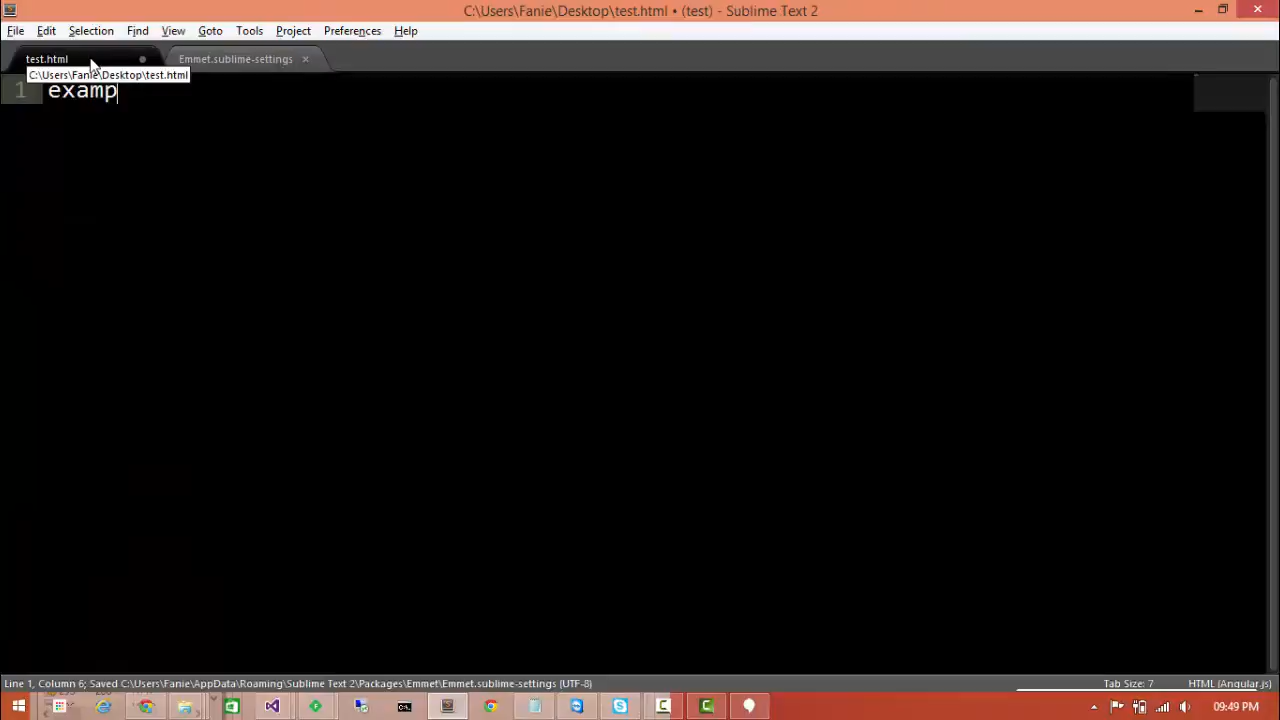 C:\Users\Fanie\Desktop\test.html • (test) - Sublime Text 2
File Edit Selection Find View Goto Tools Project Preferences Help
test.html Emmet.sublime-settings
C:\Users\Fanie\Desktop\test.html
1 examp
Line 1, Column 6; Saved C:\Users\Fanie\AppData\Roaming\Sublime Text 2\Packages\Emmet\Emmet.sublime-settings (UTF-8) Tab Size: 7 HTML (Angular.js)
09:49 PM